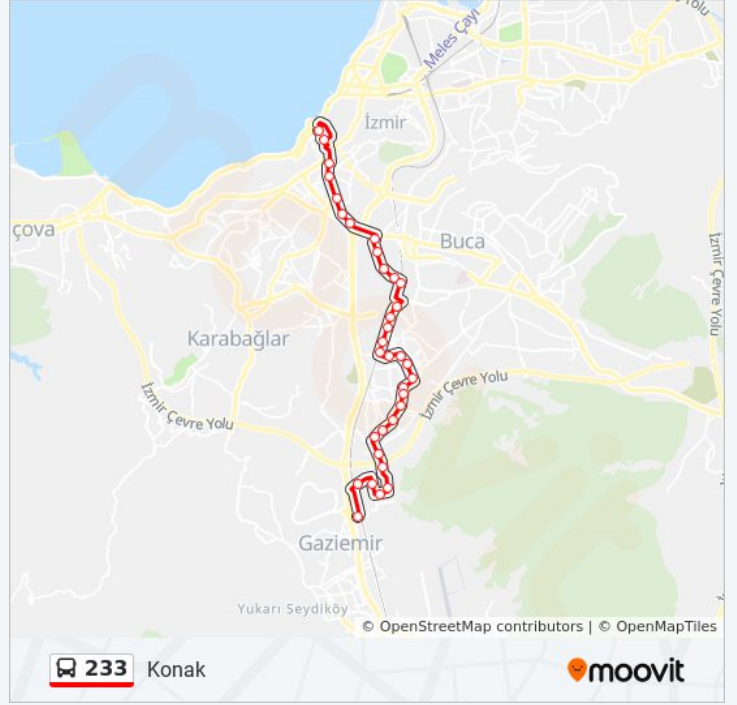 olu
Meles Çayı
İzmir
çova
Buca
İzmir Çevre Yolu
Karabağlar
İzmir Çevre Yolu
İzmir Çevre Yolu
Gaziemir
Yukarı Seydiköy
© OpenStreetMap contributors | © OpenMapTiles
233 Konak
moovit